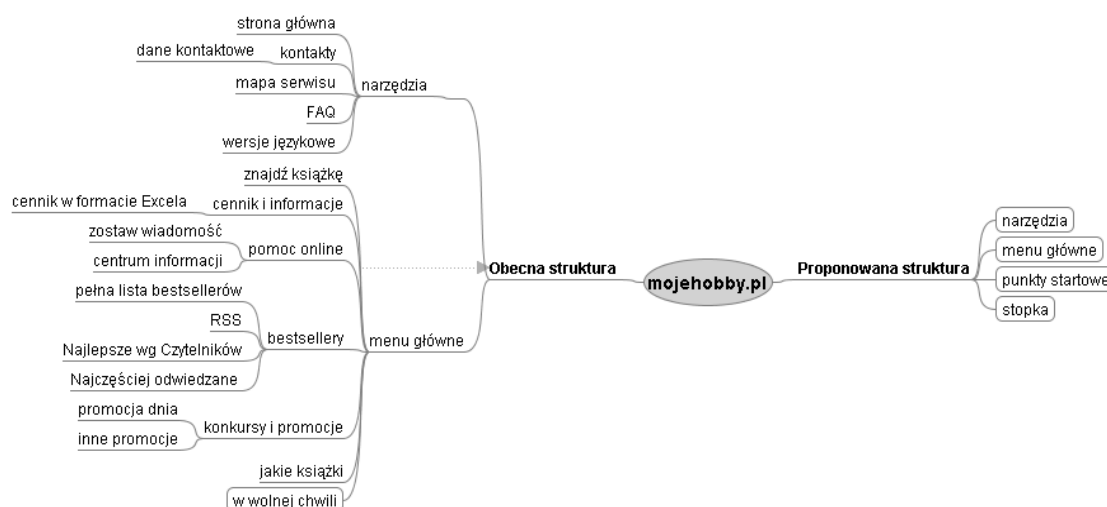 strona główna
dane kontaktowe
kontakty
mapa serwisu
narzędzia
FAQ
wersje językowe
znajdź książkę
cennik w formacie Excela
cennik i informacje
zostaw wiadomość
pomoc online
centrum informacji
pełna lista bestsellerów
RSS
bestsellery
Najlepsze wg Czytelników
Najczęściej odwiedzane
menu główne
promocja dnia
konkursy i promocje
inne promocje
jakie książki
w wolnej chwili
Obecna struktura
mojehobby.pl
Proponowana struktura
narzędzia
menu główne
punkty startowe
stopka